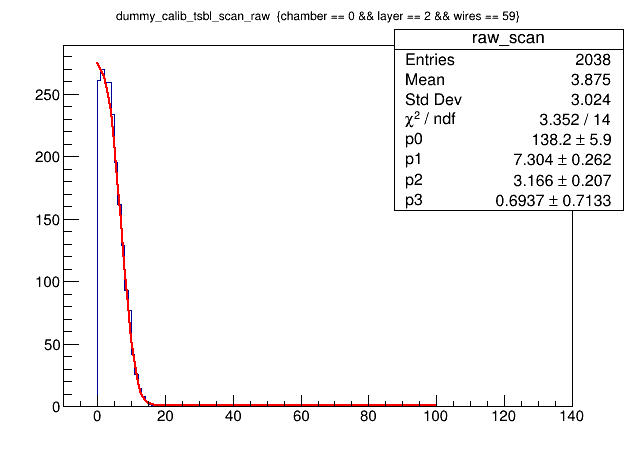 dummy_calib_tsbl_scan_raw {chamber == 0 && layer == 2 && wires == 59}
raw_scan
Entries 2038
Mean 3.875
Std Dev 3.024
χ² / ndf 3.352 / 14
p0 138.2 ± 5.9
p1 7.304 ± 0.262
p2 3.166 ± 0.207
p3 0.6937 ± 0.7133
250
200
150
100
50
0
0 20 40 60 80 100 120 140